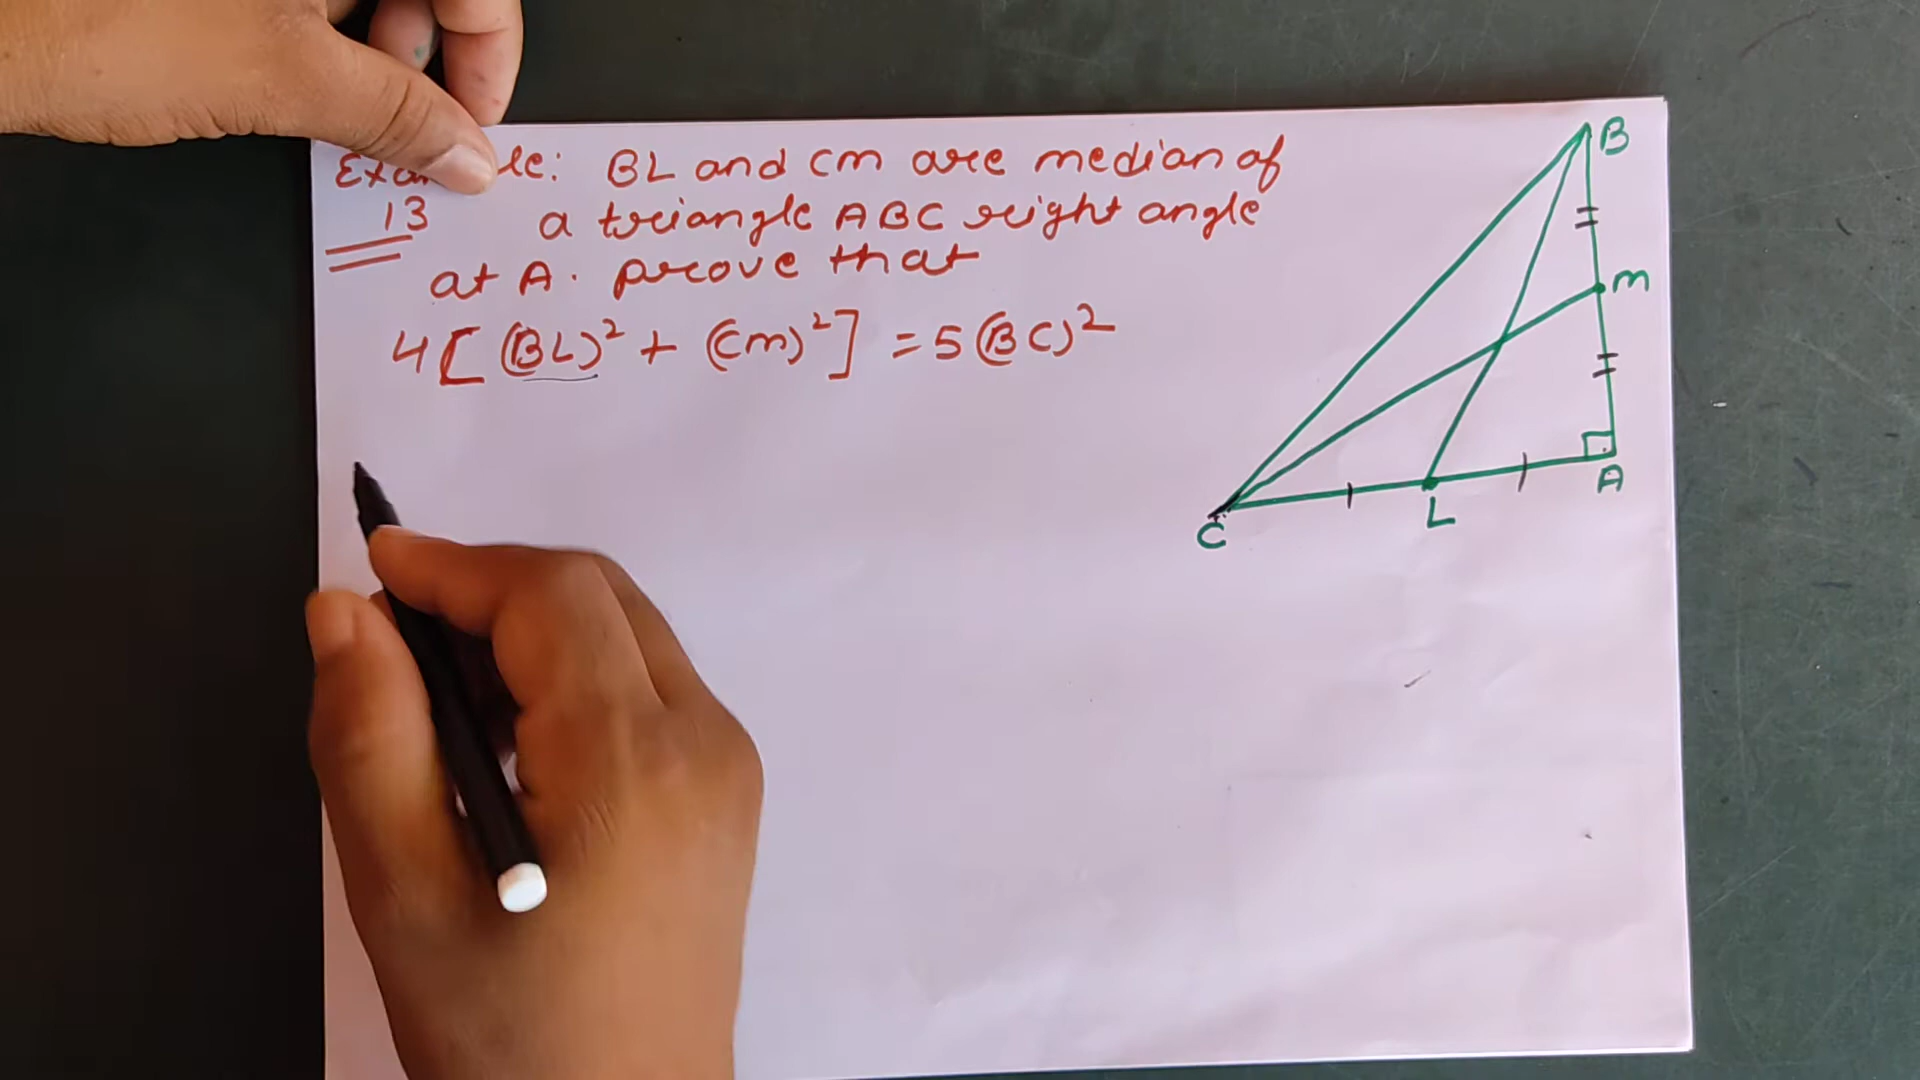 BL and CM are median of
13 a triangle ABC right angle
at A. prove that
4[(BL)² + (CM)²] = 5(BC)²
B
M
A
L
C